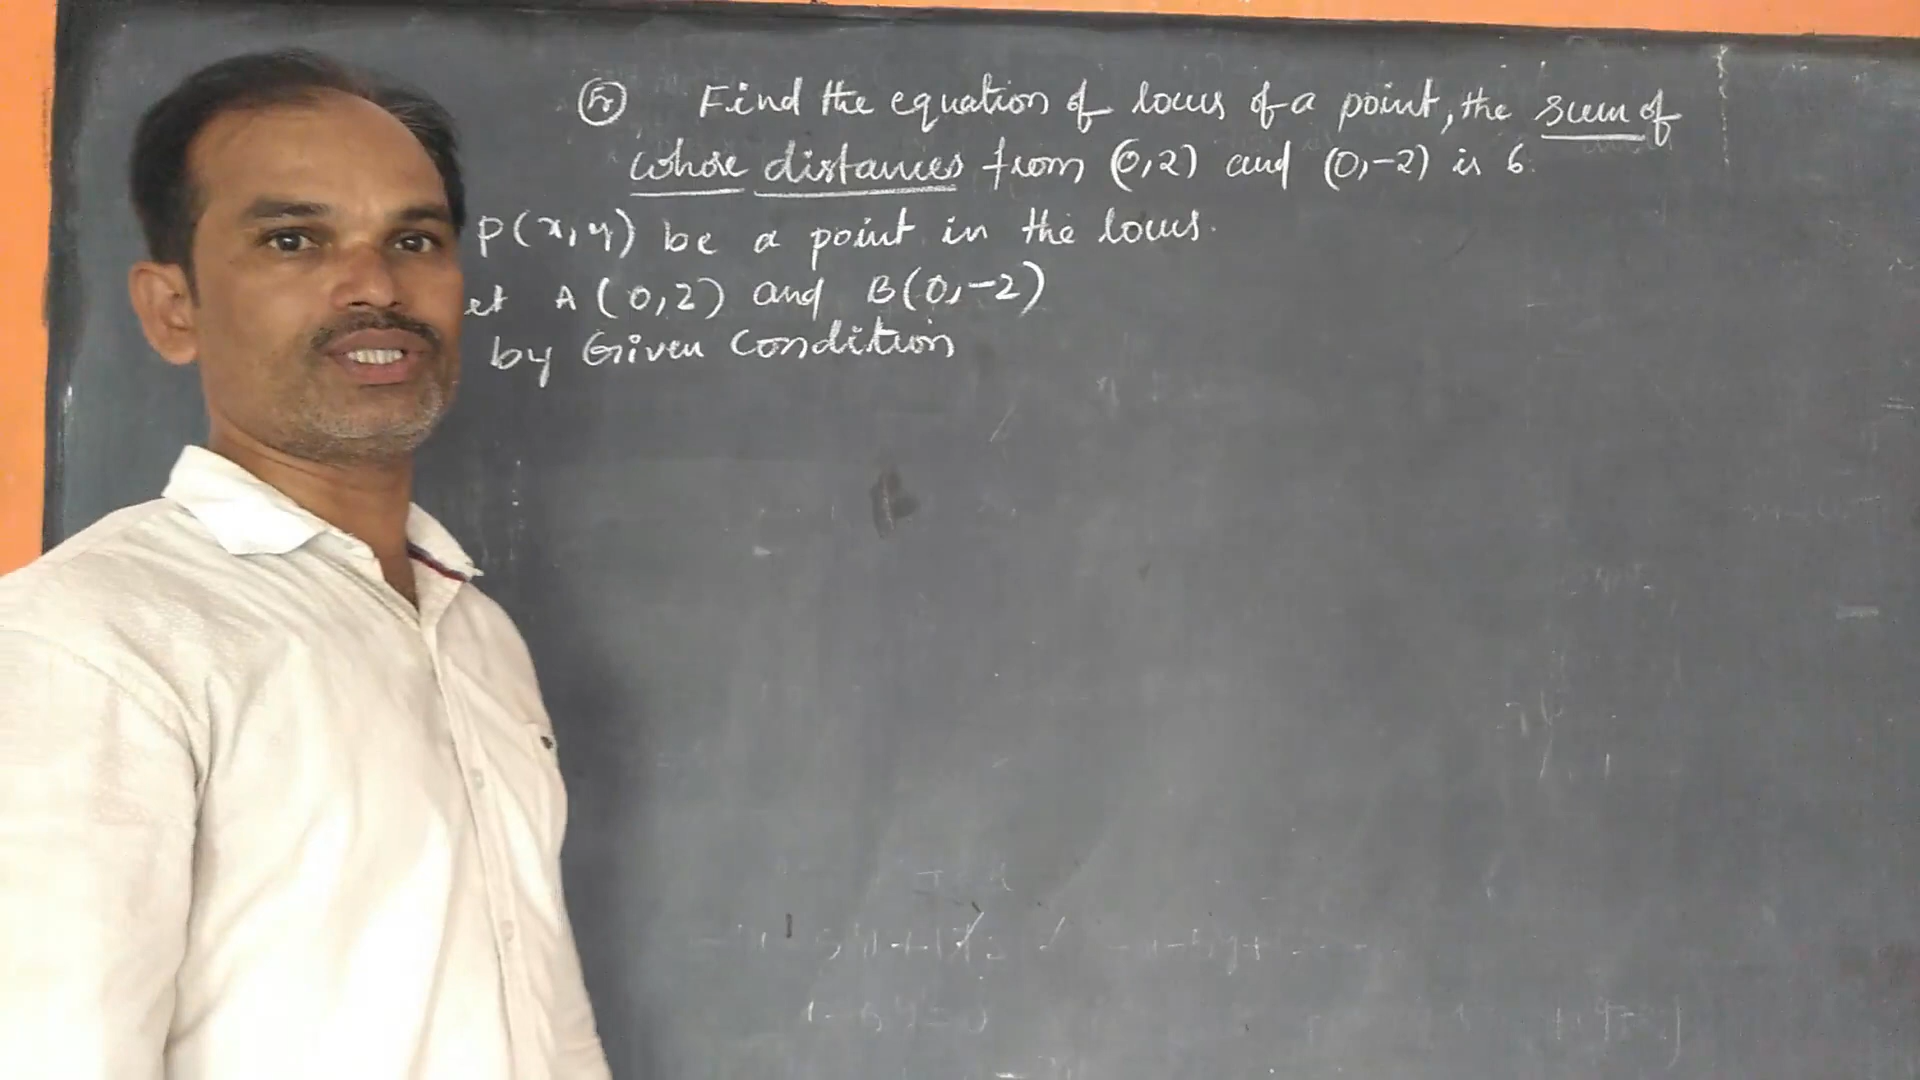 5 Find the equation of locus of a point, the sum of
whose distances from (0,2) and (0,-2) is 6.
P(x,y) be a point in the locus.
et A(0,2) and B(0,-2)
by Given Condition